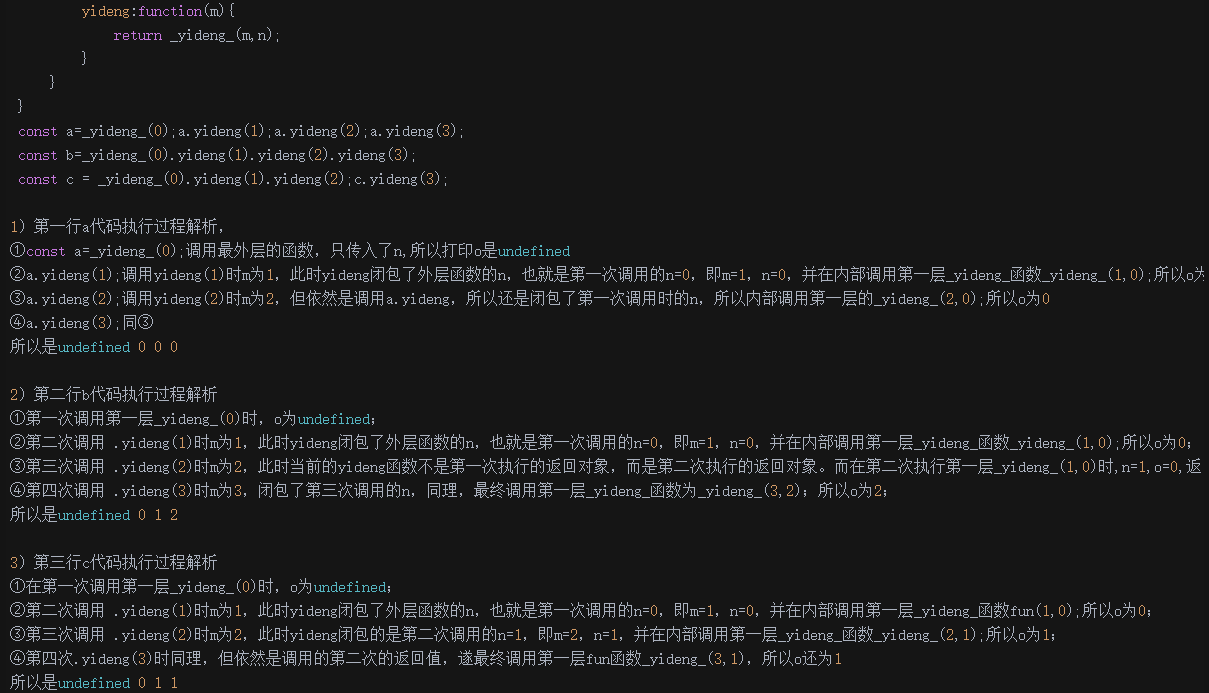 yideng:function(m){
return _yideng_(m,n);
}
}
}
const a=_yideng_(0);a.yideng(1);a.yideng(2);a.yideng(3);
const b=_yideng_(0).yideng(1).yideng(2).yideng(3);
const c = _yideng_(0).yideng(1).yideng(2);c.yideng(3);
1）第一行a代码执行过程解析，
①const a=_yideng_(0);调用最外层的函数，只传入了n,所以打印o是undefined
②a.yideng(1);调用yideng(1)时m为1，此时yideng闭包了外层函数的n，也就是第一次调用的n=0，即m=1，n=0，并在内部调用第一层_yideng_函数_yideng_(1,0);所以o为
③a.yideng(2);调用yideng(2)时m为2，但依然是调用a.yideng，所以还是闭包了第一次调用时的n，所以内部调用第一层的_yideng_(2,0);所以o为0
④a.yideng(3);同③
所以是undefined 0 0 0
2）第二行b代码执行过程解析
①第一次调用第一层_yideng_(0)时，o为undefined；
②第二次调用 .yideng(1)时m为1，此时yideng闭包了外层函数的n，也就是第一次调用的n=0，即m=1，n=0，并在内部调用第一层_yideng_函数_yideng_(1,0);所以o为0；
③第三次调用 .yideng(2)时m为2，此时当前的yideng函数不是第一次执行的返回对象，而是第二次执行的返回对象。而在第二次执行第一层_yideng_(1,0)时,n=1,o=0,返
④第四次调用 .yideng(3)时m为3，闭包了第三次调用的n，同理，最终调用第一层_yideng_函数为_yideng_(3,2)；所以o为2；
所以是undefined 0 1 2
3）第三行c代码执行过程解析
①在第一次调用第一层_yideng_(0)时，o为undefined；
②第二次调用 .yideng(1)时m为1，此时yideng闭包了外层函数的n，也就是第一次调用的n=0，即m=1，n=0，并在内部调用第一层_yideng_函数fun(1,0);所以o为0；
③第三次调用 .yideng(2)时m为2，此时yideng闭包的是第二次调用的n=1，即m=2，n=1，并在内部调用第一层_yideng_函数_yideng_(2,1);所以o为1；
④第四次.yideng(3)时同理，但依然是调用的第二次的返回值，遂最终调用第一层fun函数_yideng_(3,1)，所以o还为1
所以是undefined 0 1 1